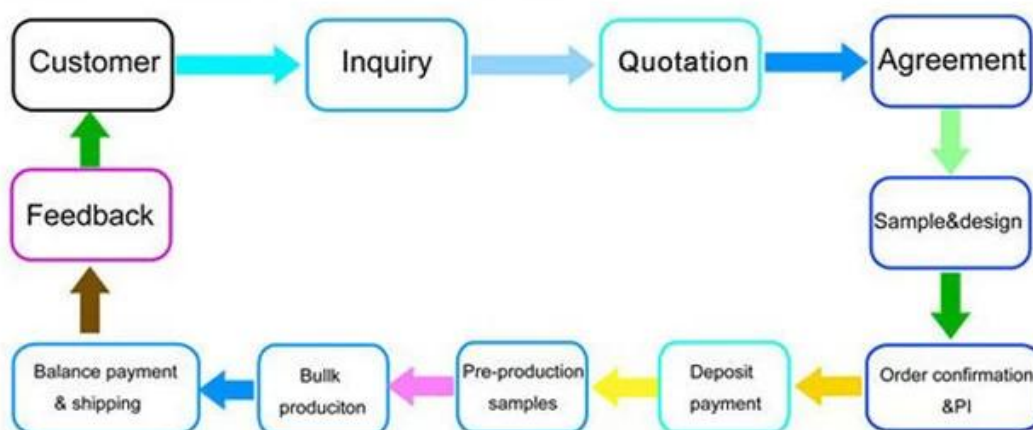 Customer
Inquiry
Quotation
Agreement
Sample&design
Order confirmation
&PI
Deposit
payment
Pre-production
samples
Bullk
produciton
Balance payment
& shipping
Feedback